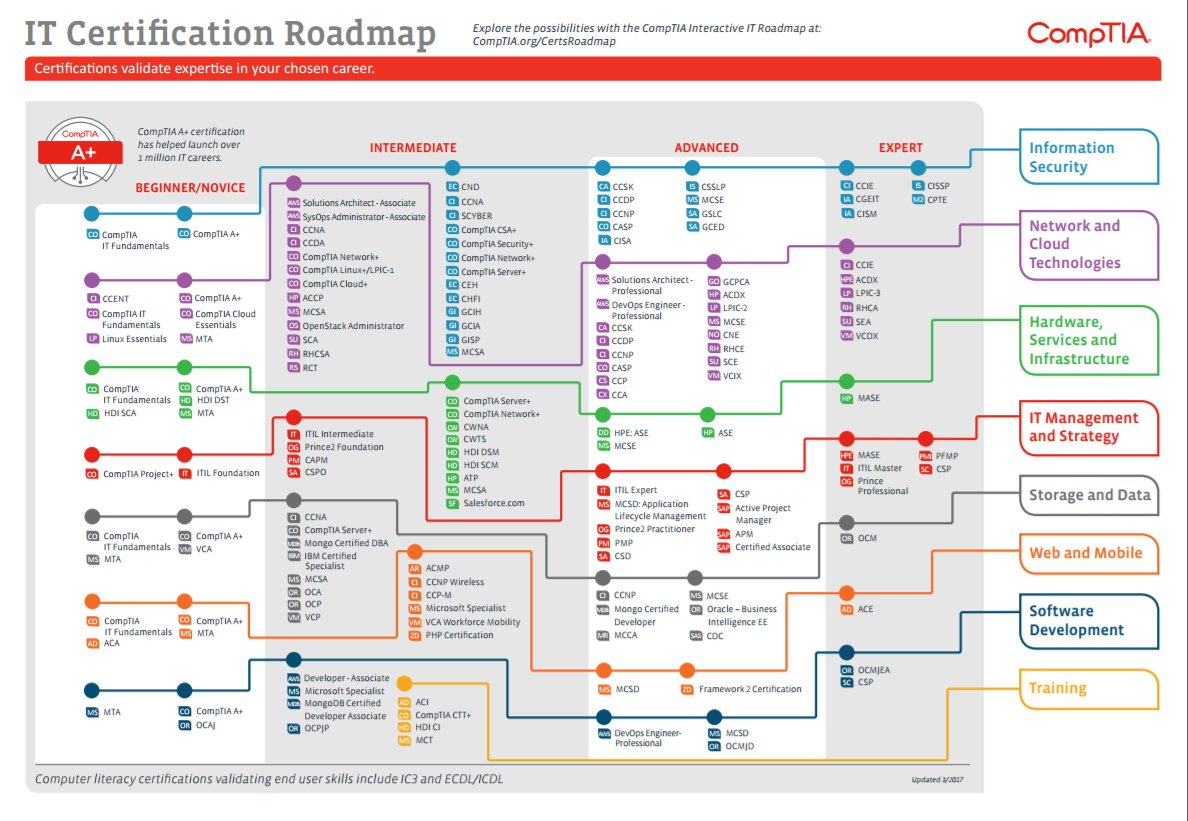 IT Certification Roadmap
Explore the possibilities with the CompTIA Interactive IT Roadmap at:
CompTIA.org/CertsRoadmap
CompTIA.
Certifications validate expertise in your chosen career.
CompTIA
A+
CompTIA A+ certification
has helped launch over
1 million IT careers.
BEGINNER/NOVICE
INTERMEDIATE
ADVANCED
EXPERT
Information
Security
CO CompTIA
IT Fundamentals
CO CompTIA A+
EC CND
CI CCNA
CI SCYBER
CO CompTIA CSA+
CO CompTIA Security+
CO CompTIA Network+
CO CompTIA Server+
EC CEH
EC CHFI
GI GCIH
GI GCIA
GI GISP
MS MCSA
CA CCSK
CI CCDP
CI CCNP
CO CASP
IA CISA
IS CSSLP
MS MCSE
SA GSLC
SA GCED
CI CCIE
IA CGEIT
IA CISM
IS CISSP
M2 CPTE
Network and
Cloud
Technologies
CI CCENT
CO CompTIA IT
Fundamentals
LP Linux Essentials
CO CompTIA A+
CO CompTIA Cloud
Essentials
MS MTA
AWS Solutions Architect - Associate
AWS SysOps Administrator - Associate
CI CCNA
CI CCDA
CO CompTIA Network+
CO CompTIA Linux+/LPIC-1
CO CompTIA Cloud+
HP ACCP
MS MCSA
OS OpenStack Administrator
SU SCA
RH RHCSA
RS RCT
AWS Solutions Architect -
Professional
AWS DevOps Engineer -
Professional
CA CCSK
CI CCDP
CI CCNP
CO CASP
CS CCP
CX CCA
GO GCPCA
HP ACDX
LP LPIC-2
MS MCSE
NO CNE
RH RHCE
SU SCE
VM VCIX
CI CCIE
HPE ACDX
LP LPIC-3
RH RHCA
SU SEA
VM VCDX
Hardware,
Services and
Infrastructure
CO CompTIA
IT Fundamentals
HD HDI SCA
CO CompTIA A+
HD HDI DST
MS MTA
CO CompTIA Server+
CO CompTIA Network+
CW CWNA
CW CWTS
HD HDI DSM
HD HDI SCM
HP ATP
MS MCSA
SF Salesforce.com
DD HPE: ASE
MS MCSE
HP ASE
HP MASE
IT Management
and Strategy
CO CompTIA Project+
IT ITIL Foundation
IT ITIL Intermediate
OG Prince2 Foundation
PM CAPM
SA CSPO
IT ITIL Expert
MS MCSD: Application
Lifecycle Management
OG Prince2 Practitioner
PM PMP
SA CSD
SA CSP
SAP Active Project
Manager
SAP APM
SAP Certified Associate
HPE MASE
IT ITIL Master
OG Prince
Professional
PMI PFMP
SC CSP
Storage and Data
CO CompTIA
IT Fundamentals
MS MTA
CO CompTIA A+
VM VCA
CI CCNA
CO CompTIA Server+
MDB Mongo Certified DBA
IBM IBM Certified
Specialist
MS MCSA
OR OCA
OR OCP
VM VCP
CI CCNP
MDB Mongo Certified
Developer
MR MCCA
MS MCSE
OR Oracle – Business
Intelligence EE
SAS CDC
OR OCM
Web and Mobile
CO CompTIA
IT Fundamentals
AD ACA
CO CompTIA A+
MS MTA
AR ACMP
CI CCNP Wireless
CI CCP-M
MS Microsoft Specialist
VM VCA Workforce Mobility
ZD PHP Certification
MS MCSD
ZD Framework 2 Certification
AD ACE
Software
Development
MS MTA
CO CompTIA A+
OR OCAJ
AWS Developer - Associate
MS Microsoft Specialist
MDB MongoDB Certified
Developer Associate
OR OCPJP
AWS DevOps Engineer-
Professional
MS MCSD
OR OCMJD
OR OCMJEA
SC CSP
Training
AD ACI
CO CompTIA CTT+
HD HDI CI
MS MCT
Computer literacy certifications validating end user skills include IC3 and ECDL/ICDL
Updated 3/2017